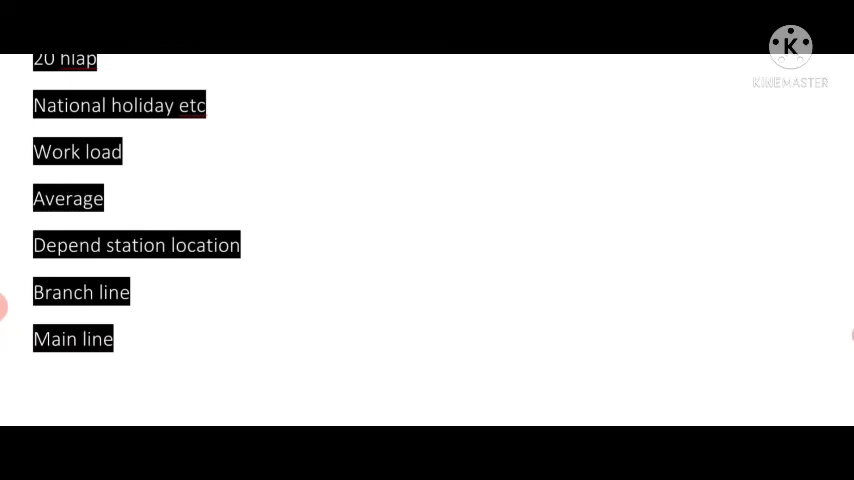 20 hlap
National holiday etc
Work load
Average
Depend station location
Branch line
Main line
K
KINEMASTER